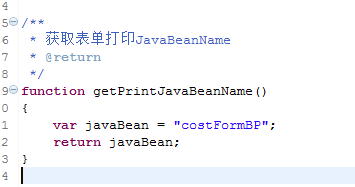 4
5 /**
6  * 获取表单打印JavaBeanName
7  * @return
8  */
9 function getPrintJavaBeanName()
0 {
1     var javaBean = "costFormBP";
2     return javaBean;
3 }
4